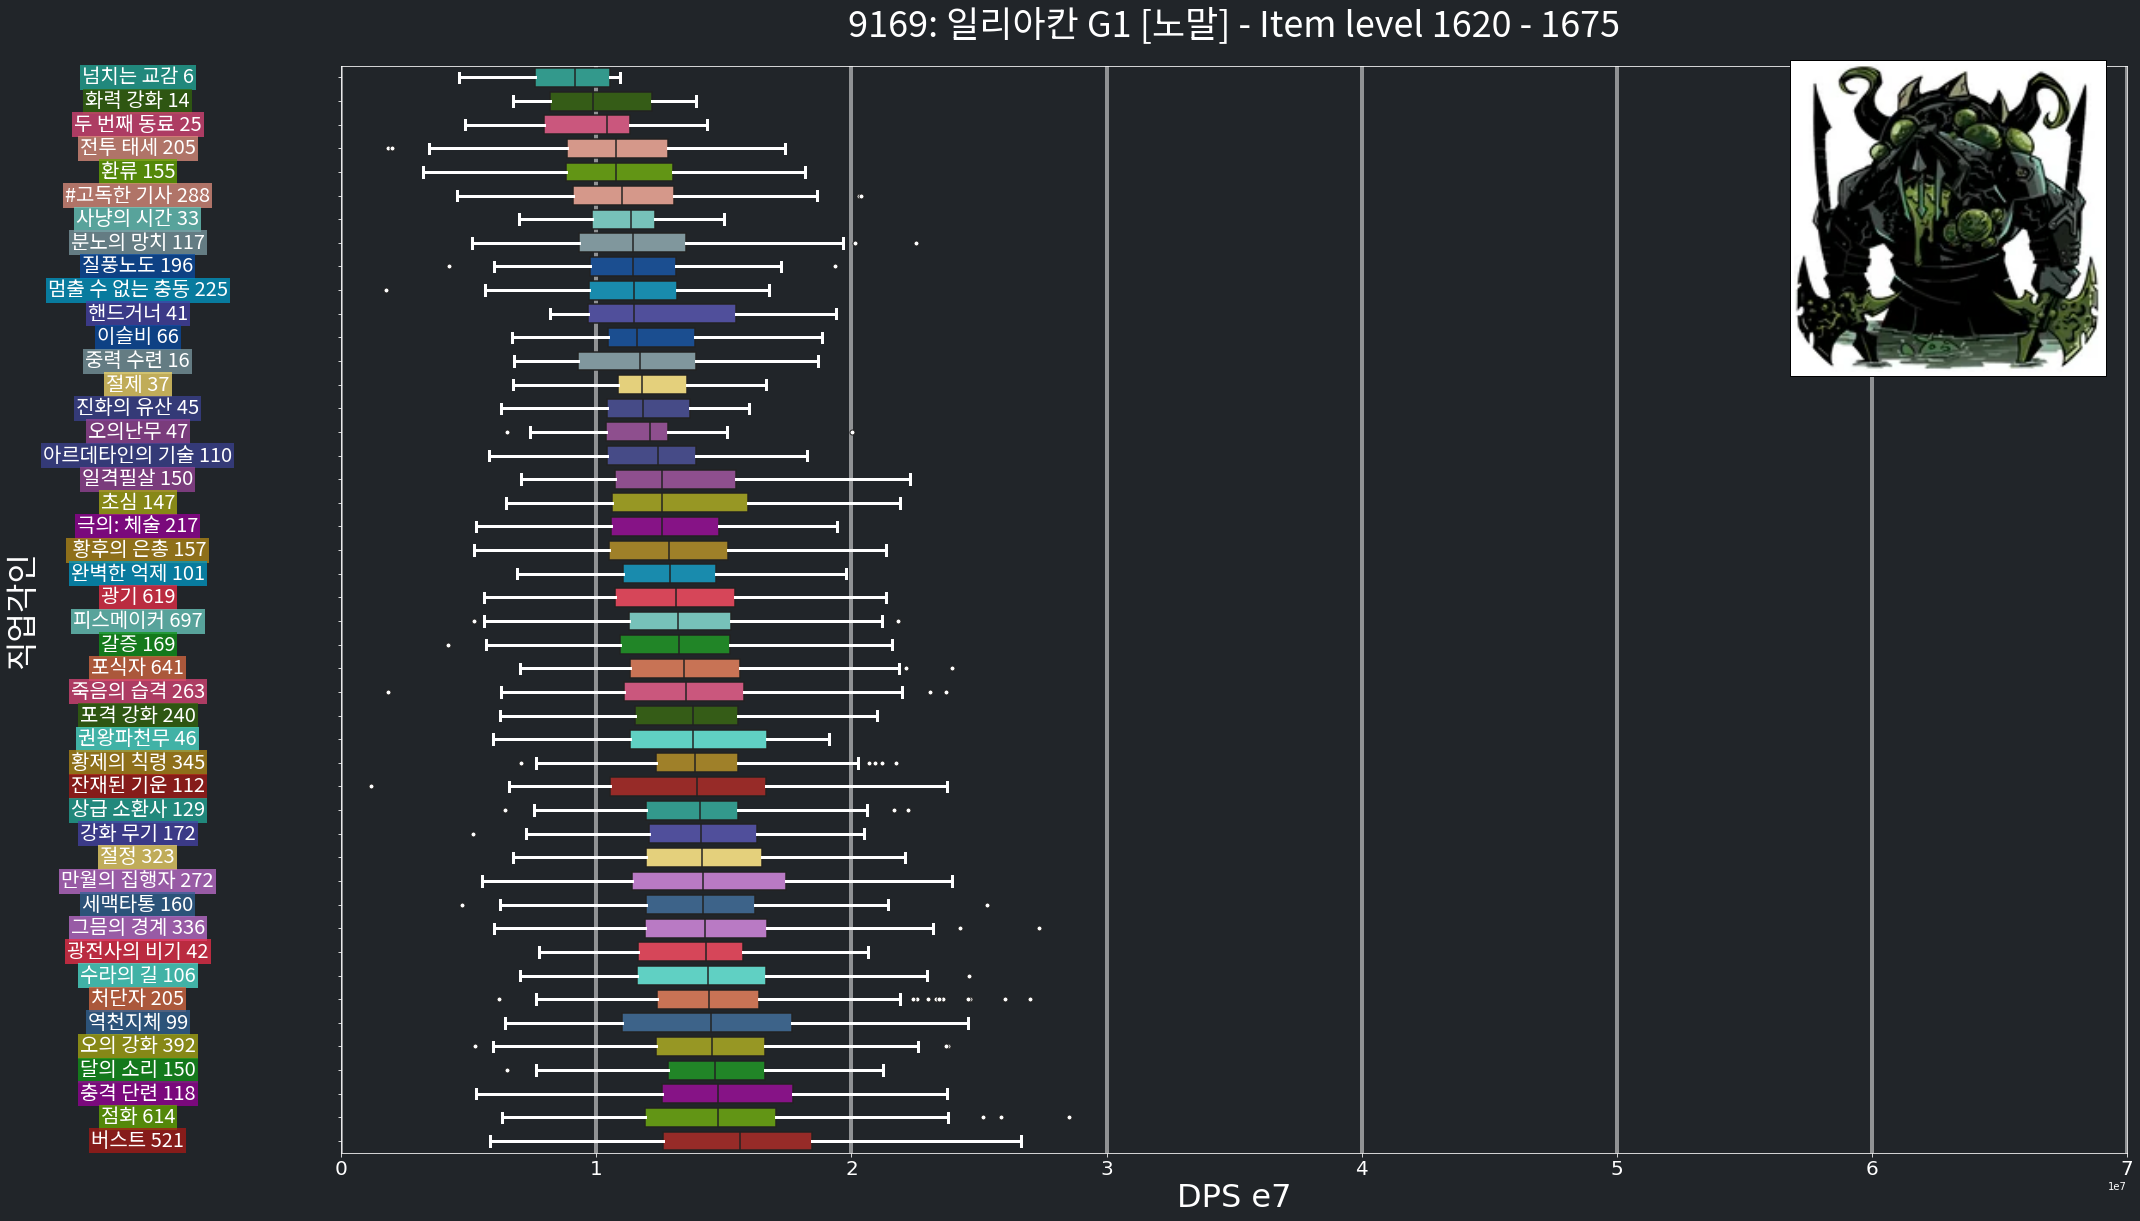 9169: 일리아칸 G1 [노말] - Item level 1620 - 1675
직업각인
넘치는 교감 6
화력 강화 14
두 번째 동료 25
전투 태세 205
환류 155
#고독한 기사 288
사냥의 시간 33
분노의 망치 117
질풍노도 196
멈출 수 없는 충동 225
핸드거너 41
이슬비 66
중력 수련 16
절제 37
진화의 유산 45
오의난무 47
아르데타인의 기술 110
일격필살 150
초심 147
극의: 체술 217
황후의 은총 157
완벽한 억제 101
광기 619
피스메이커 697
갈증 169
포식자 641
죽음의 습격 263
포격 강화 240
권왕파천무 46
황제의 칙령 345
잔재된 기운 112
상급 소환사 129
강화 무기 172
절정 323
만월의 집행자 272
세맥타통 160
그믐의 경계 336
광전사의 비기 42
수라의 길 106
처단자 205
역천지체 99
오의 강화 392
달의 소리 150
충격 단련 118
점화 614
버스트 521
0 1 2 3 4 5 6 7
1e7
DPS e7